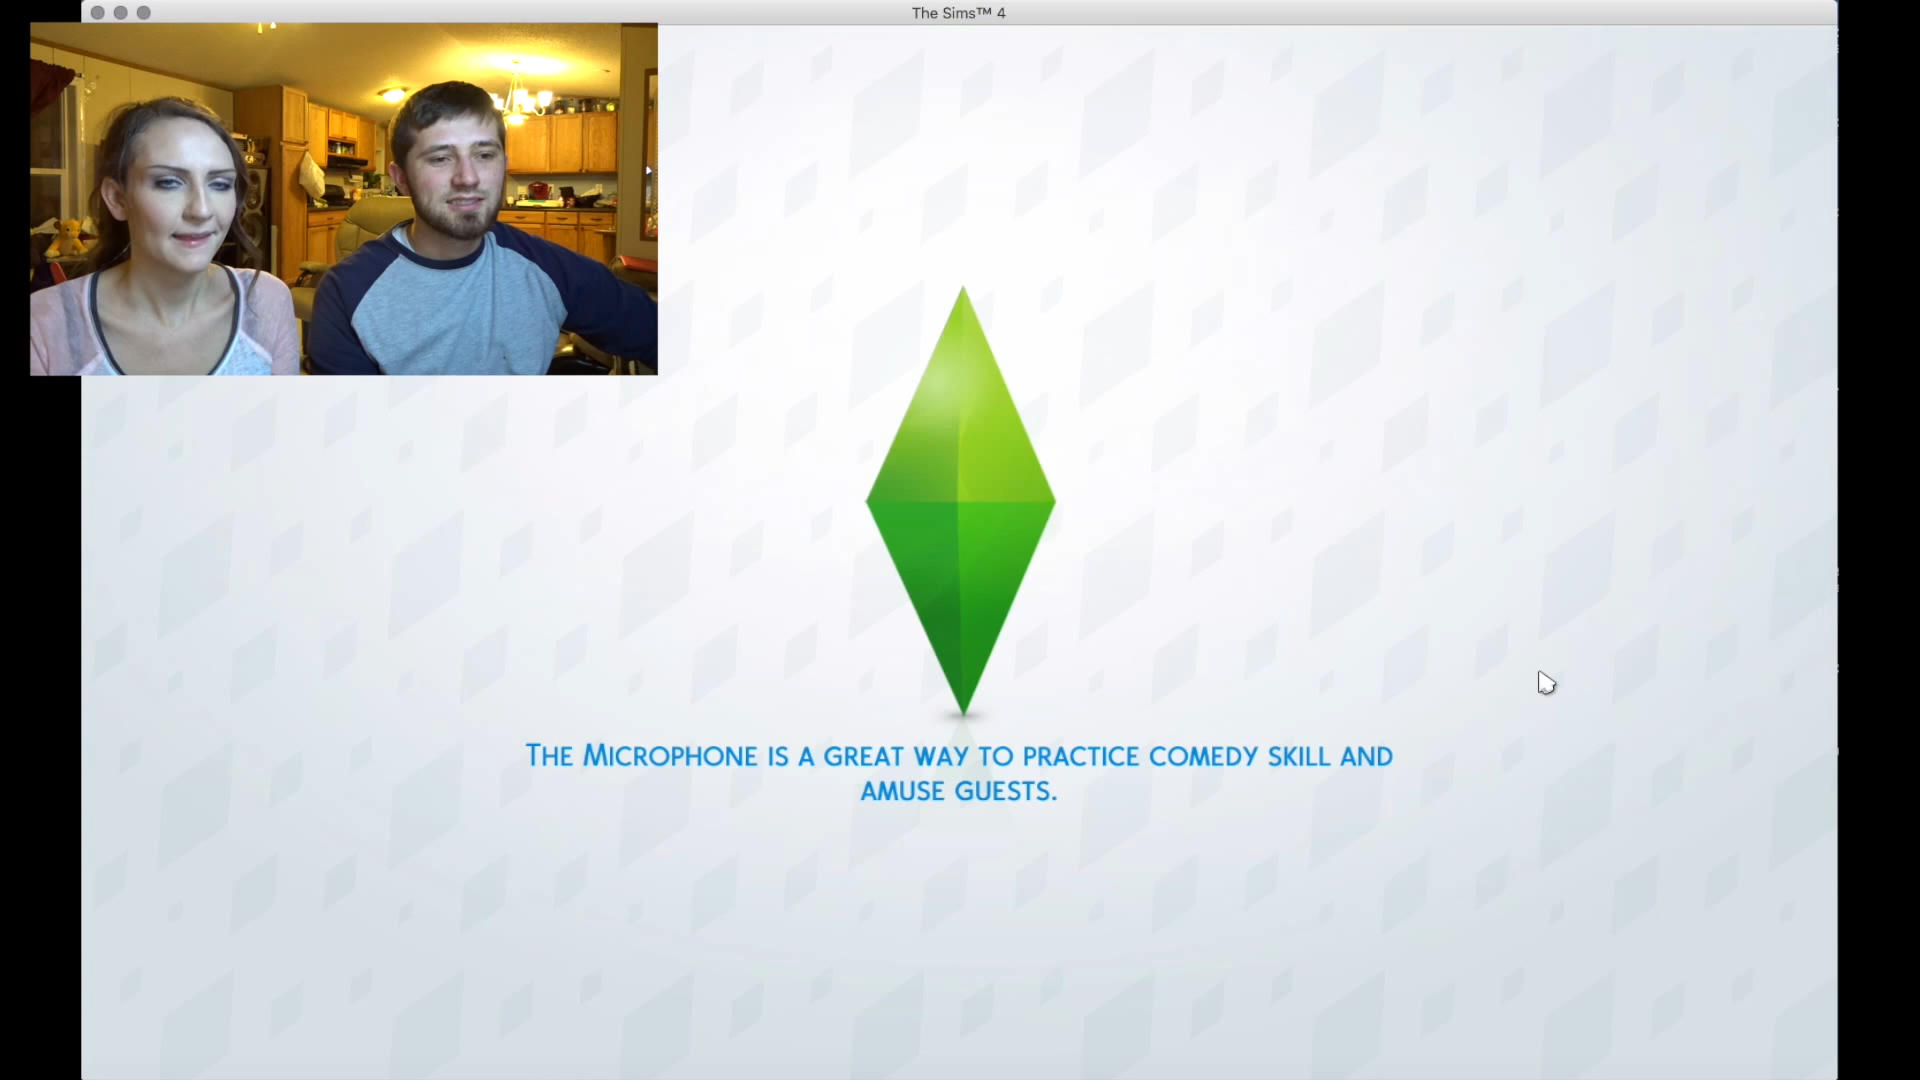 The Sims™ 4
THE MICROPHONE IS A GREAT WAY TO PRACTICE COMEDY SKILL AND
AMUSE GUESTS.